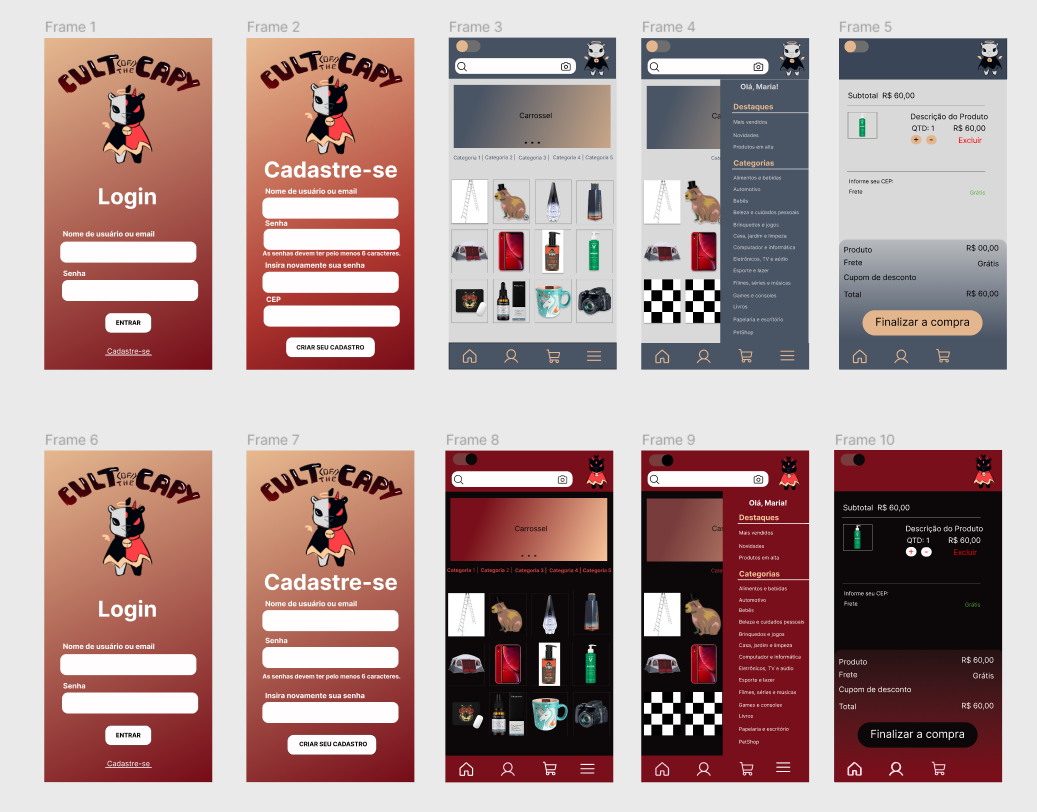 Frame 1
CULT (OF) THE CAPY
Login
Nome de usuário ou email
Senha
ENTRAR
Cadastre-se
Frame 2
CULT (OF) THE CAPY
Cadastre-se
Nome de usuário ou email
Senha
As senhas devem ter pelo menos 6 caracteres.
Insira novamente sua senha
CEP
CRIAR SEU CADASTRO
Frame 3
Carrossel
Categoria 1 | Categoria 2 | Categoria 3 | Categoria 4 | Categoria 5
Frame 4
Ca
Cate
Olá, Maria!
Destaques
Mais vendidos
Novidades
Produtos em alta
Categorias
Alimentos e bebidas
Automotivo
Bebês
Beleza e cuidados pessoais
Brinquedos e jogos
Casa, jardim e limpeza
Computador e informática
Eletrônicos, TV e aúdio
Esporte e lazer
Filmes, séries e músicas
Games e consoles
Livros
Papelaria e escritório
PetShop
Frame 5
Subtotal R$ 60,00
Descrição do Produto
QTD: 1 R$ 60,00
+ - Excluir
Informe seu CEP:
Frete Grátis
Produto R$ 00,00
Frete Grátis
Cupom de desconto
Total R$ 60,00
Finalizar a compra
Frame 6
CULT (OF) THE CAPY
Login
Nome de usuário ou email
Senha
ENTRAR
Cadastre-se
Frame 7
CULT (OF) THE CAPY
Cadastre-se
Nome de usuário ou email
Senha
As senhas devem ter pelo menos 6 caracteres.
Insira novamente sua senha
CRIAR SEU CADASTRO
Frame 8
Carrossel
Categoria 1 | Categoria 2 | Categoria 3 | Categoria 4 | Categoria 5
Frame 9
Ca
Cate
Olá, Maria!
Destaques
Mais vendidos
Novidades
Produtos em alta
Categorias
Alimentos e bebidas
Automotivo
Bebês
Beleza e cuidados pessoais
Brinquedos e jogos
Casa, jardim e limpeza
Computador e informática
Eletrônicos, TV e aúdio
Esporte e lazer
Filmes, séries e musicas
Games e consoles
Livros
Papelaria e escritório
PetShop
Frame 10
Subtotal R$ 60,00
Descrição do Produto
QTD: 1 R$ 60,00
+ - Excluir
Informe seu CEP:
Frete Grátis
Produto R$ 60,00
Frete Grátis
Cupom de desconto
Total R$ 60,00
Finalizar a compra